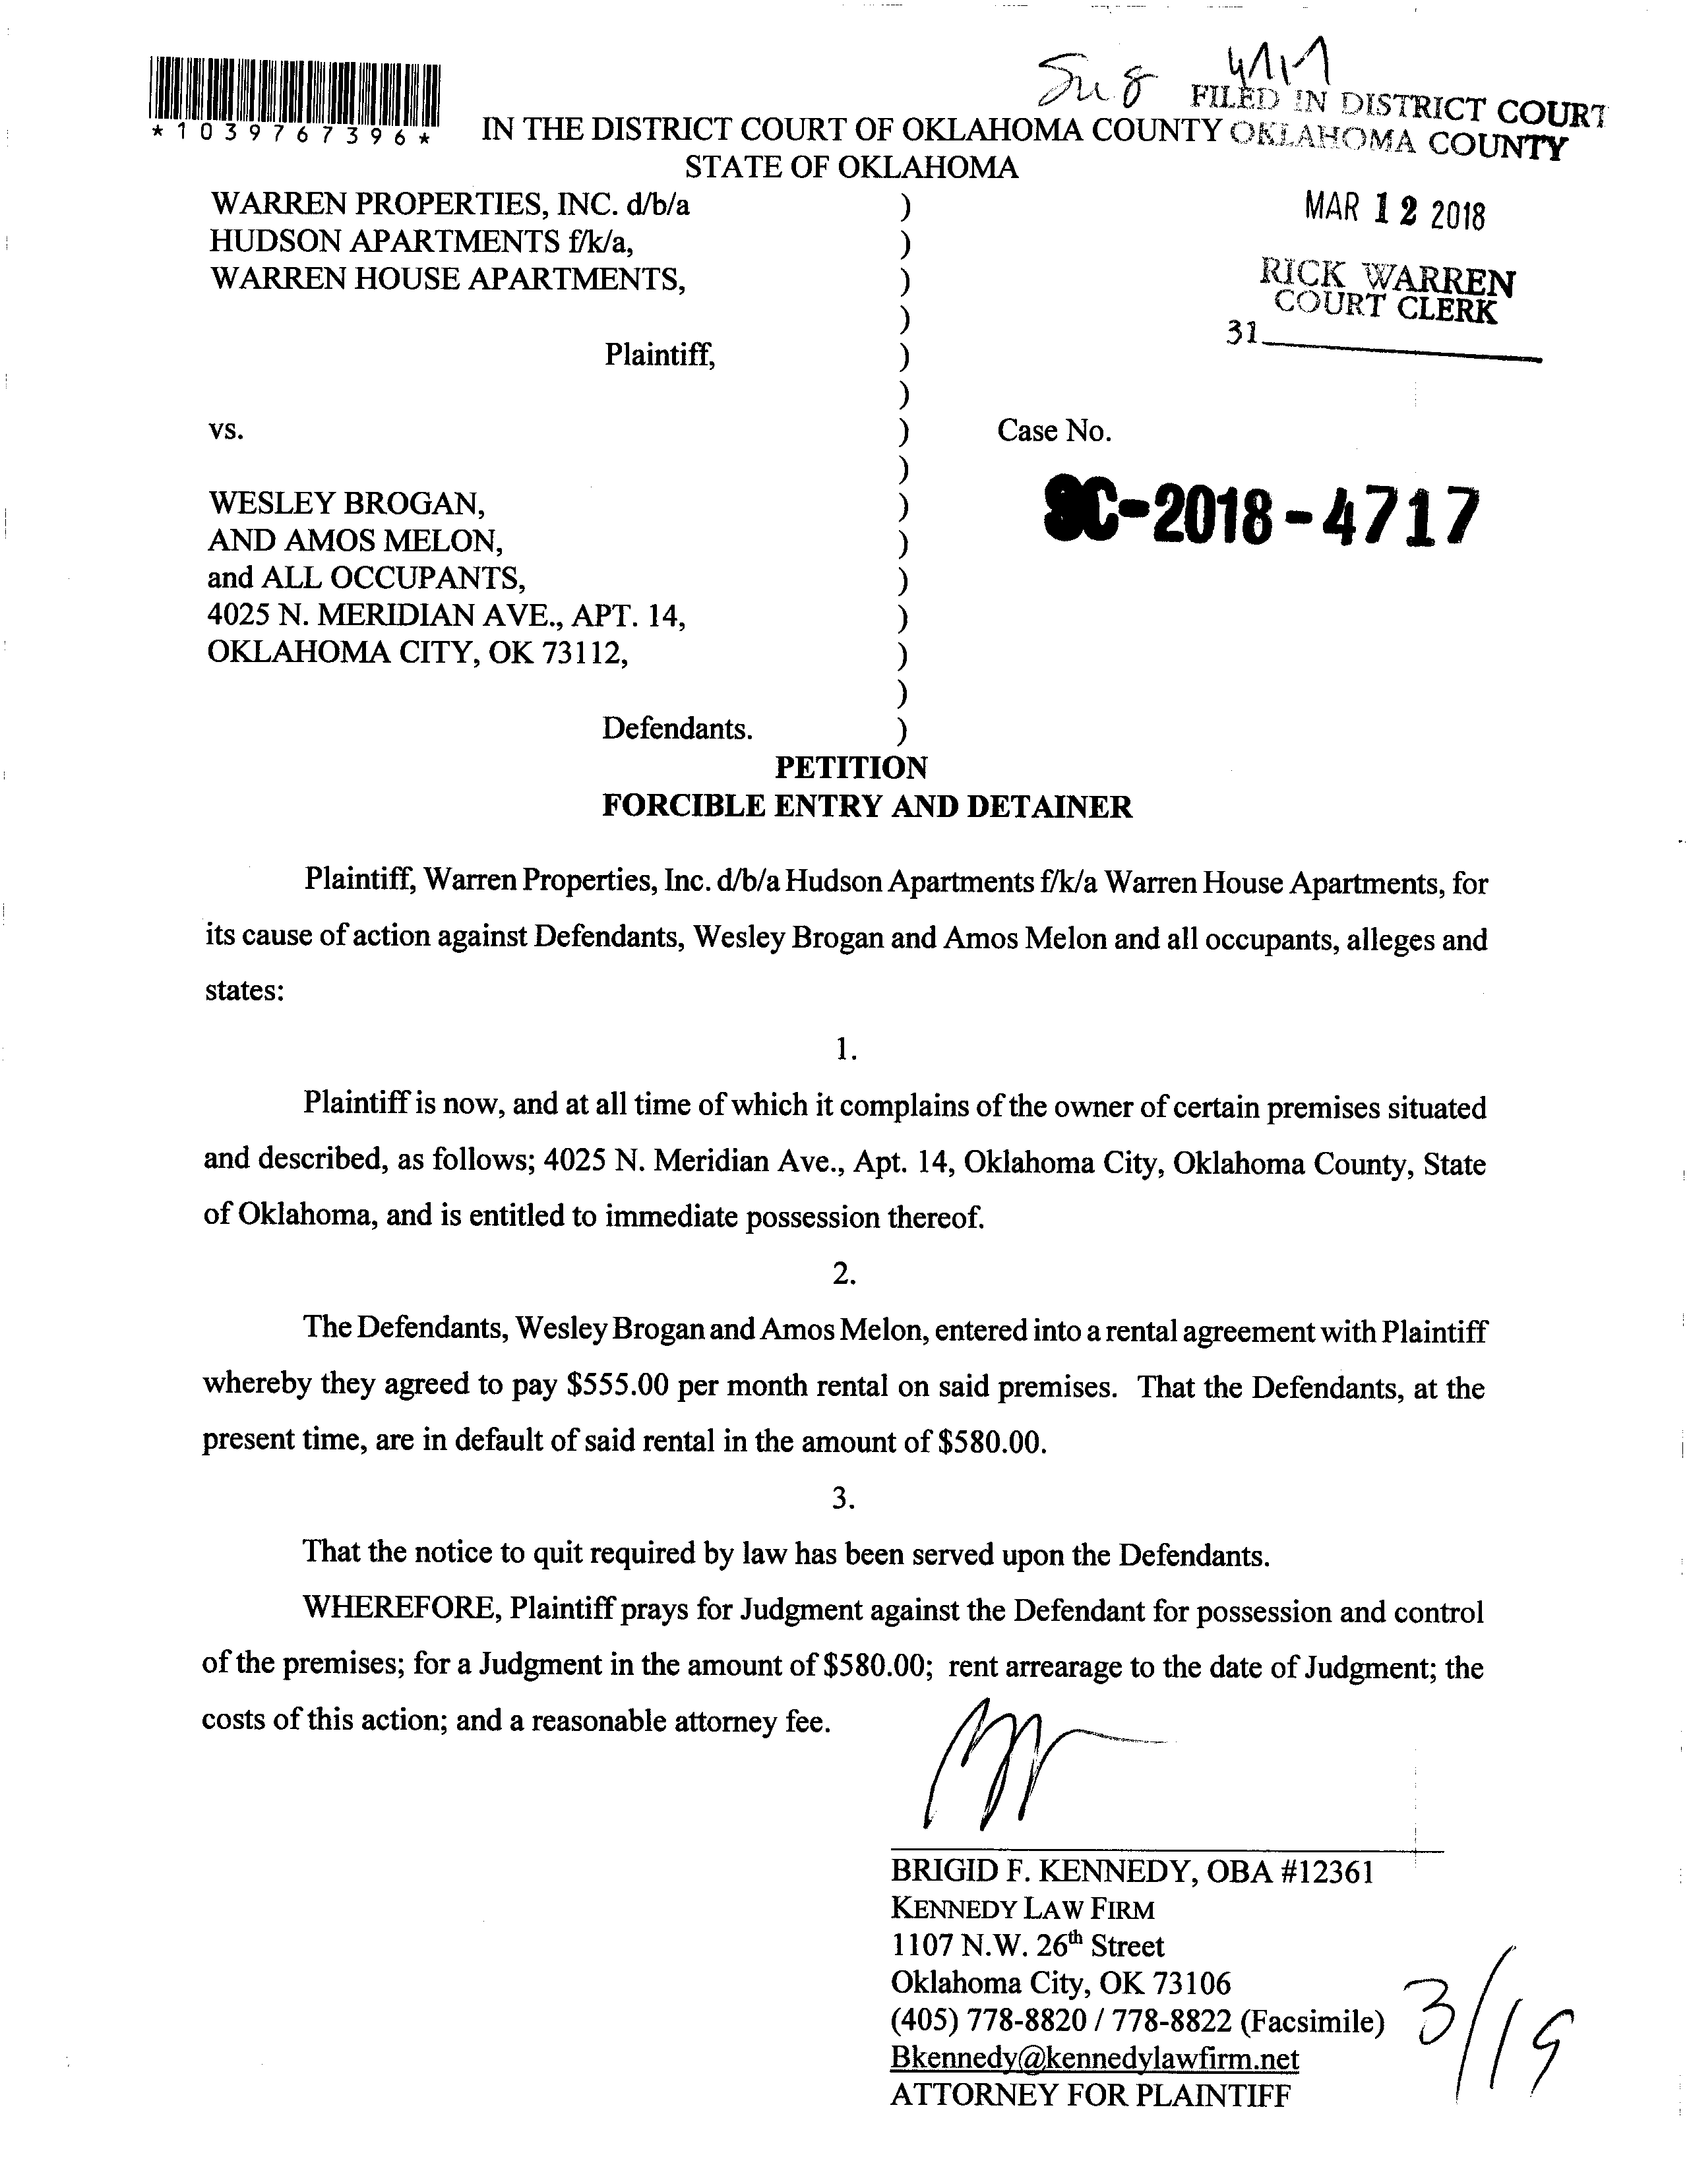 *1039767396*
4717
FILED IN DISTRICT COURT
OKLAHOMA COUNTY
IN THE DISTRICT COURT OF OKLAHOMA COUNTY
STATE OF OKLAHOMA
MAR 12 2018
RICK WARREN
COURT CLERK
31
WARREN PROPERTIES, INC. d/b/a )
HUDSON APARTMENTS f/k/a, )
WARREN HOUSE APARTMENTS, )
)
Plaintiff, )
)
vs. ) Case No.
)
SC-2018-4717
WESLEY BROGAN, )
AND AMOS MELON, )
and ALL OCCUPANTS, )
4025 N. MERIDIAN AVE., APT. 14, )
OKLAHOMA CITY, OK 73112, )
)
Defendants. )
PETITION
FORCIBLE ENTRY AND DETAINER
Plaintiff, Warren Properties, Inc. d/b/a Hudson Apartments f/k/a Warren House Apartments, for
its cause of action against Defendants, Wesley Brogan and Amos Melon and all occupants, alleges and
states:
1.
Plaintiff is now, and at all time of which it complains of the owner of certain premises situated
and described, as follows; 4025 N. Meridian Ave., Apt. 14, Oklahoma City, Oklahoma County, State
of Oklahoma, and is entitled to immediate possession thereof.
2.
The Defendants, Wesley Brogan and Amos Melon, entered into a rental agreement with Plaintiff
whereby they agreed to pay $555.00 per month rental on said premises. That the Defendants, at the
present time, are in default of said rental in the amount of $580.00.
3.
That the notice to quit required by law has been served upon the Defendants.
WHEREFORE, Plaintiff prays for Judgment against the Defendant for possession and control
of the premises; for a Judgment in the amount of $580.00; rent arrearage to the date of Judgment; the
costs of this action; and a reasonable attorney fee.
BRIGID F. KENNEDY, OBA #12361
KENNEDY LAW FIRM
1107 N.W. 26th Street
Oklahoma City, OK 73106
(405) 778-8820 / 778-8822 (Facsimile)
Bkennedy@kennedylawfirm.net
ATTORNEY FOR PLAINTIFF
3/19